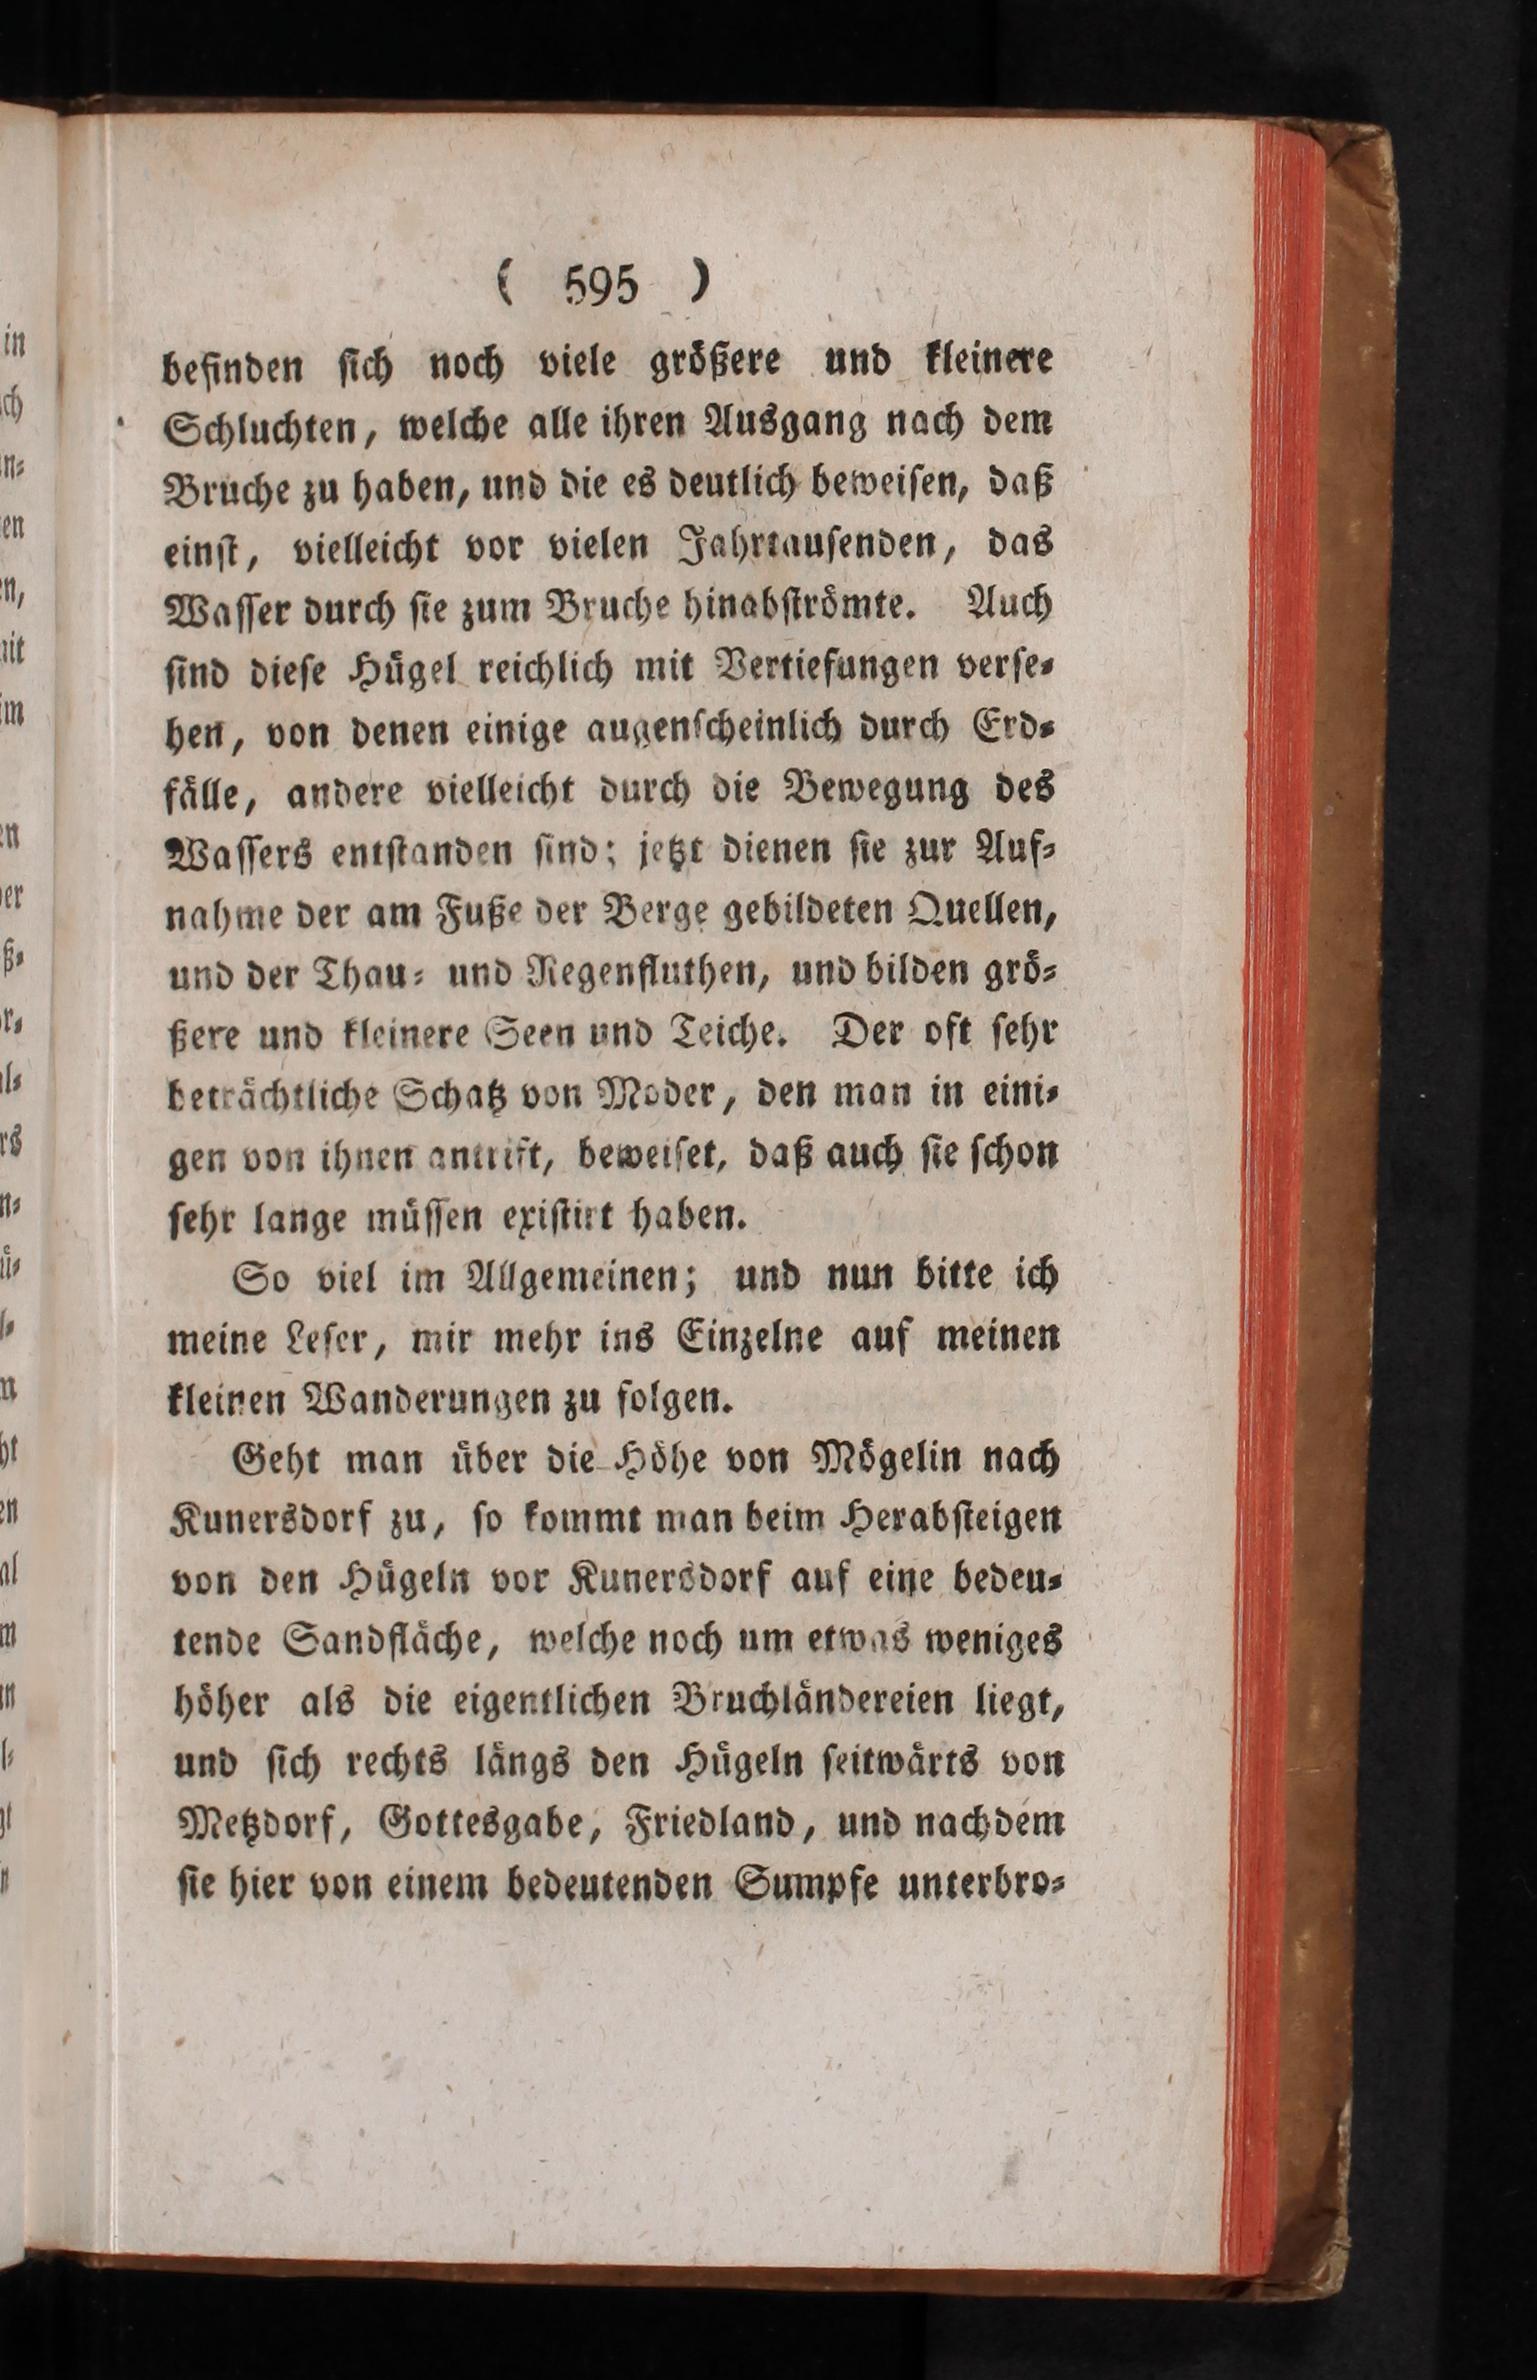 ( 595 )
befinden ſich noch viele größere und kleinere
Schluchten, welche alle ihren Ausgang nach dem
Bruche zu haben, und die es deutlich beweiſen, daß
einſt, vielleicht vor vielen Jahrtauſenden, das
Waſſer durch ſie zum Bruche hinabſtrömte. Auch
ſind dieſe Hügel reichlich mit Vertiefungen verſe⸗
hen, von denen einige augenſcheinlich durch Erd⸗
fälle, andere vielleicht durch die Bewegung des
Waſſers entſtanden ſind; jetzt dienen ſie zur Auf⸗
nahme der am Fuße der Berge gebildeten Quellen,
und der Thau⸗ und Regenfluthen, und bilden grö⸗
ßere und kleinere Seen und Teiche. Der oft ſehr
beträchtliche Schatz von Moder, den man in eini⸗
gen von ihnen antrift, beweiſet, daß auch ſie ſchon
ſehr lange müſſen exiſtirt haben.
So viel im Allgemeinen; und nun bitte ich
meine Leſer, mir mehr ins Einzelne auf meinen
kleinen Wanderungen zu folgen.
Geht man über die Höhe von Mögelin nach
Kunersdorf zu, ſo kommt man beim Herabſteigen
von den Hügeln vor Kunersdorf auf eine bedeu⸗
tende Sandfläche, welche noch um etwas weniges
höher als die eigentlichen Bruchländereien liegt,
und ſich rechts längs den Hügeln ſeitwärts von
Metzdorf, Gottesgabe, Friedland, und nachdem
ſie hier von einem bedeutenden Sumpfe unterbro⸗